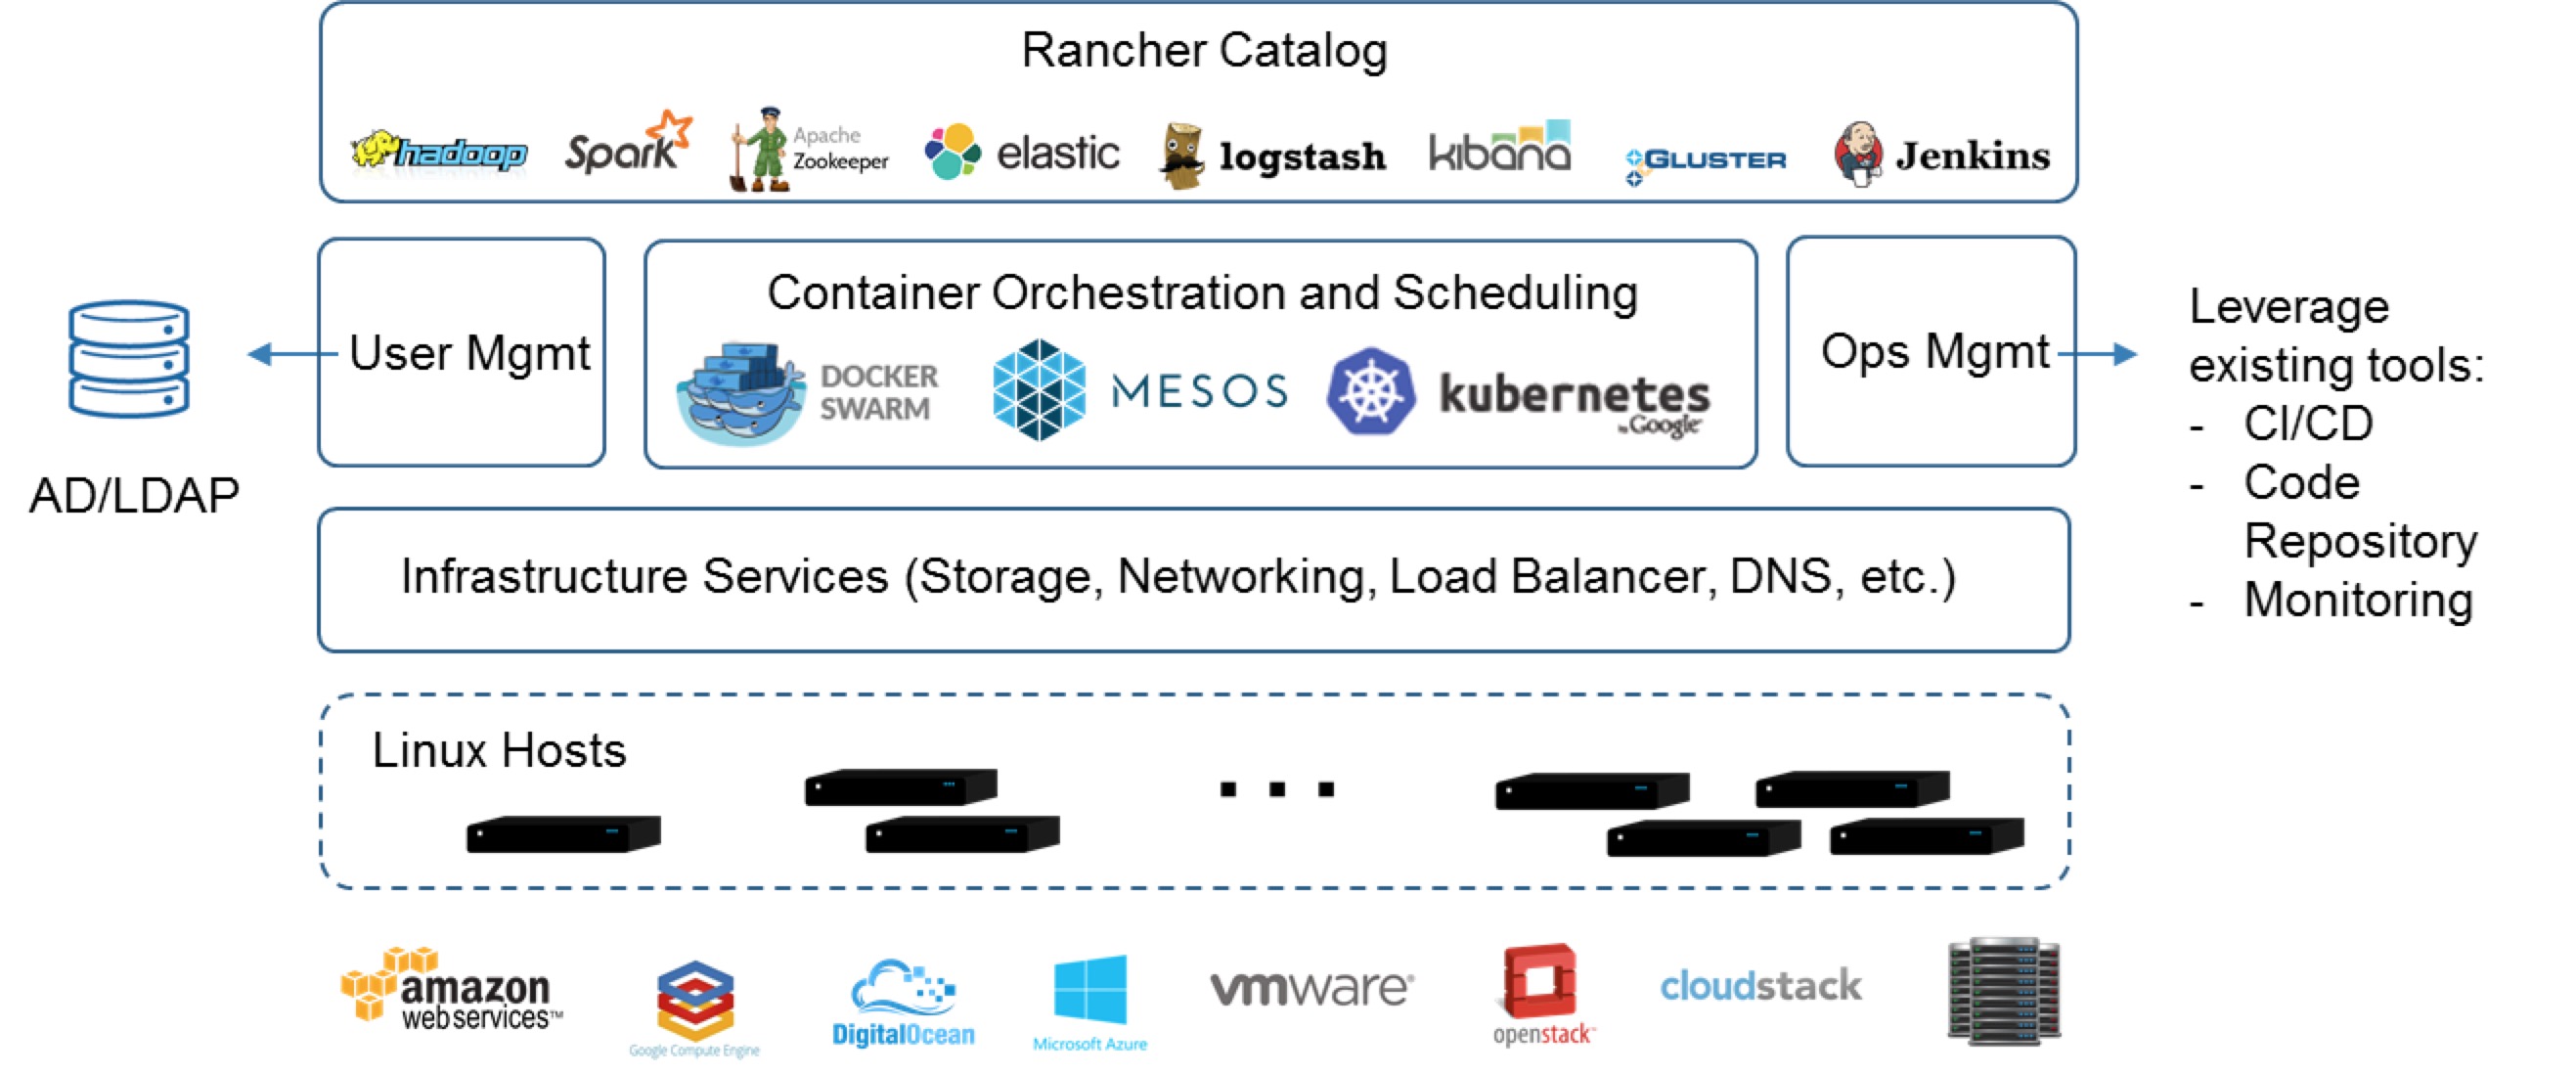 Rancher Catalog
hadoop
Spark
Apache
Zookeeper
elastic
logstash
kibana
GLUSTER
Jenkins
User Mgmt
Container Orchestration and Scheduling
DOCKER
SWARM
MESOS
kubernetes
by Google
Ops Mgmt
AD/LDAP
Leverage
existing tools:
- CI/CD
- Code
Repository
- Monitoring
Infrastructure Services (Storage, Networking, Load Balancer, DNS, etc.)
Linux Hosts
amazon
web services™
Google Compute Engine
DigitalOcean
Microsoft Azure
vmware®
openstack™
cloudstack